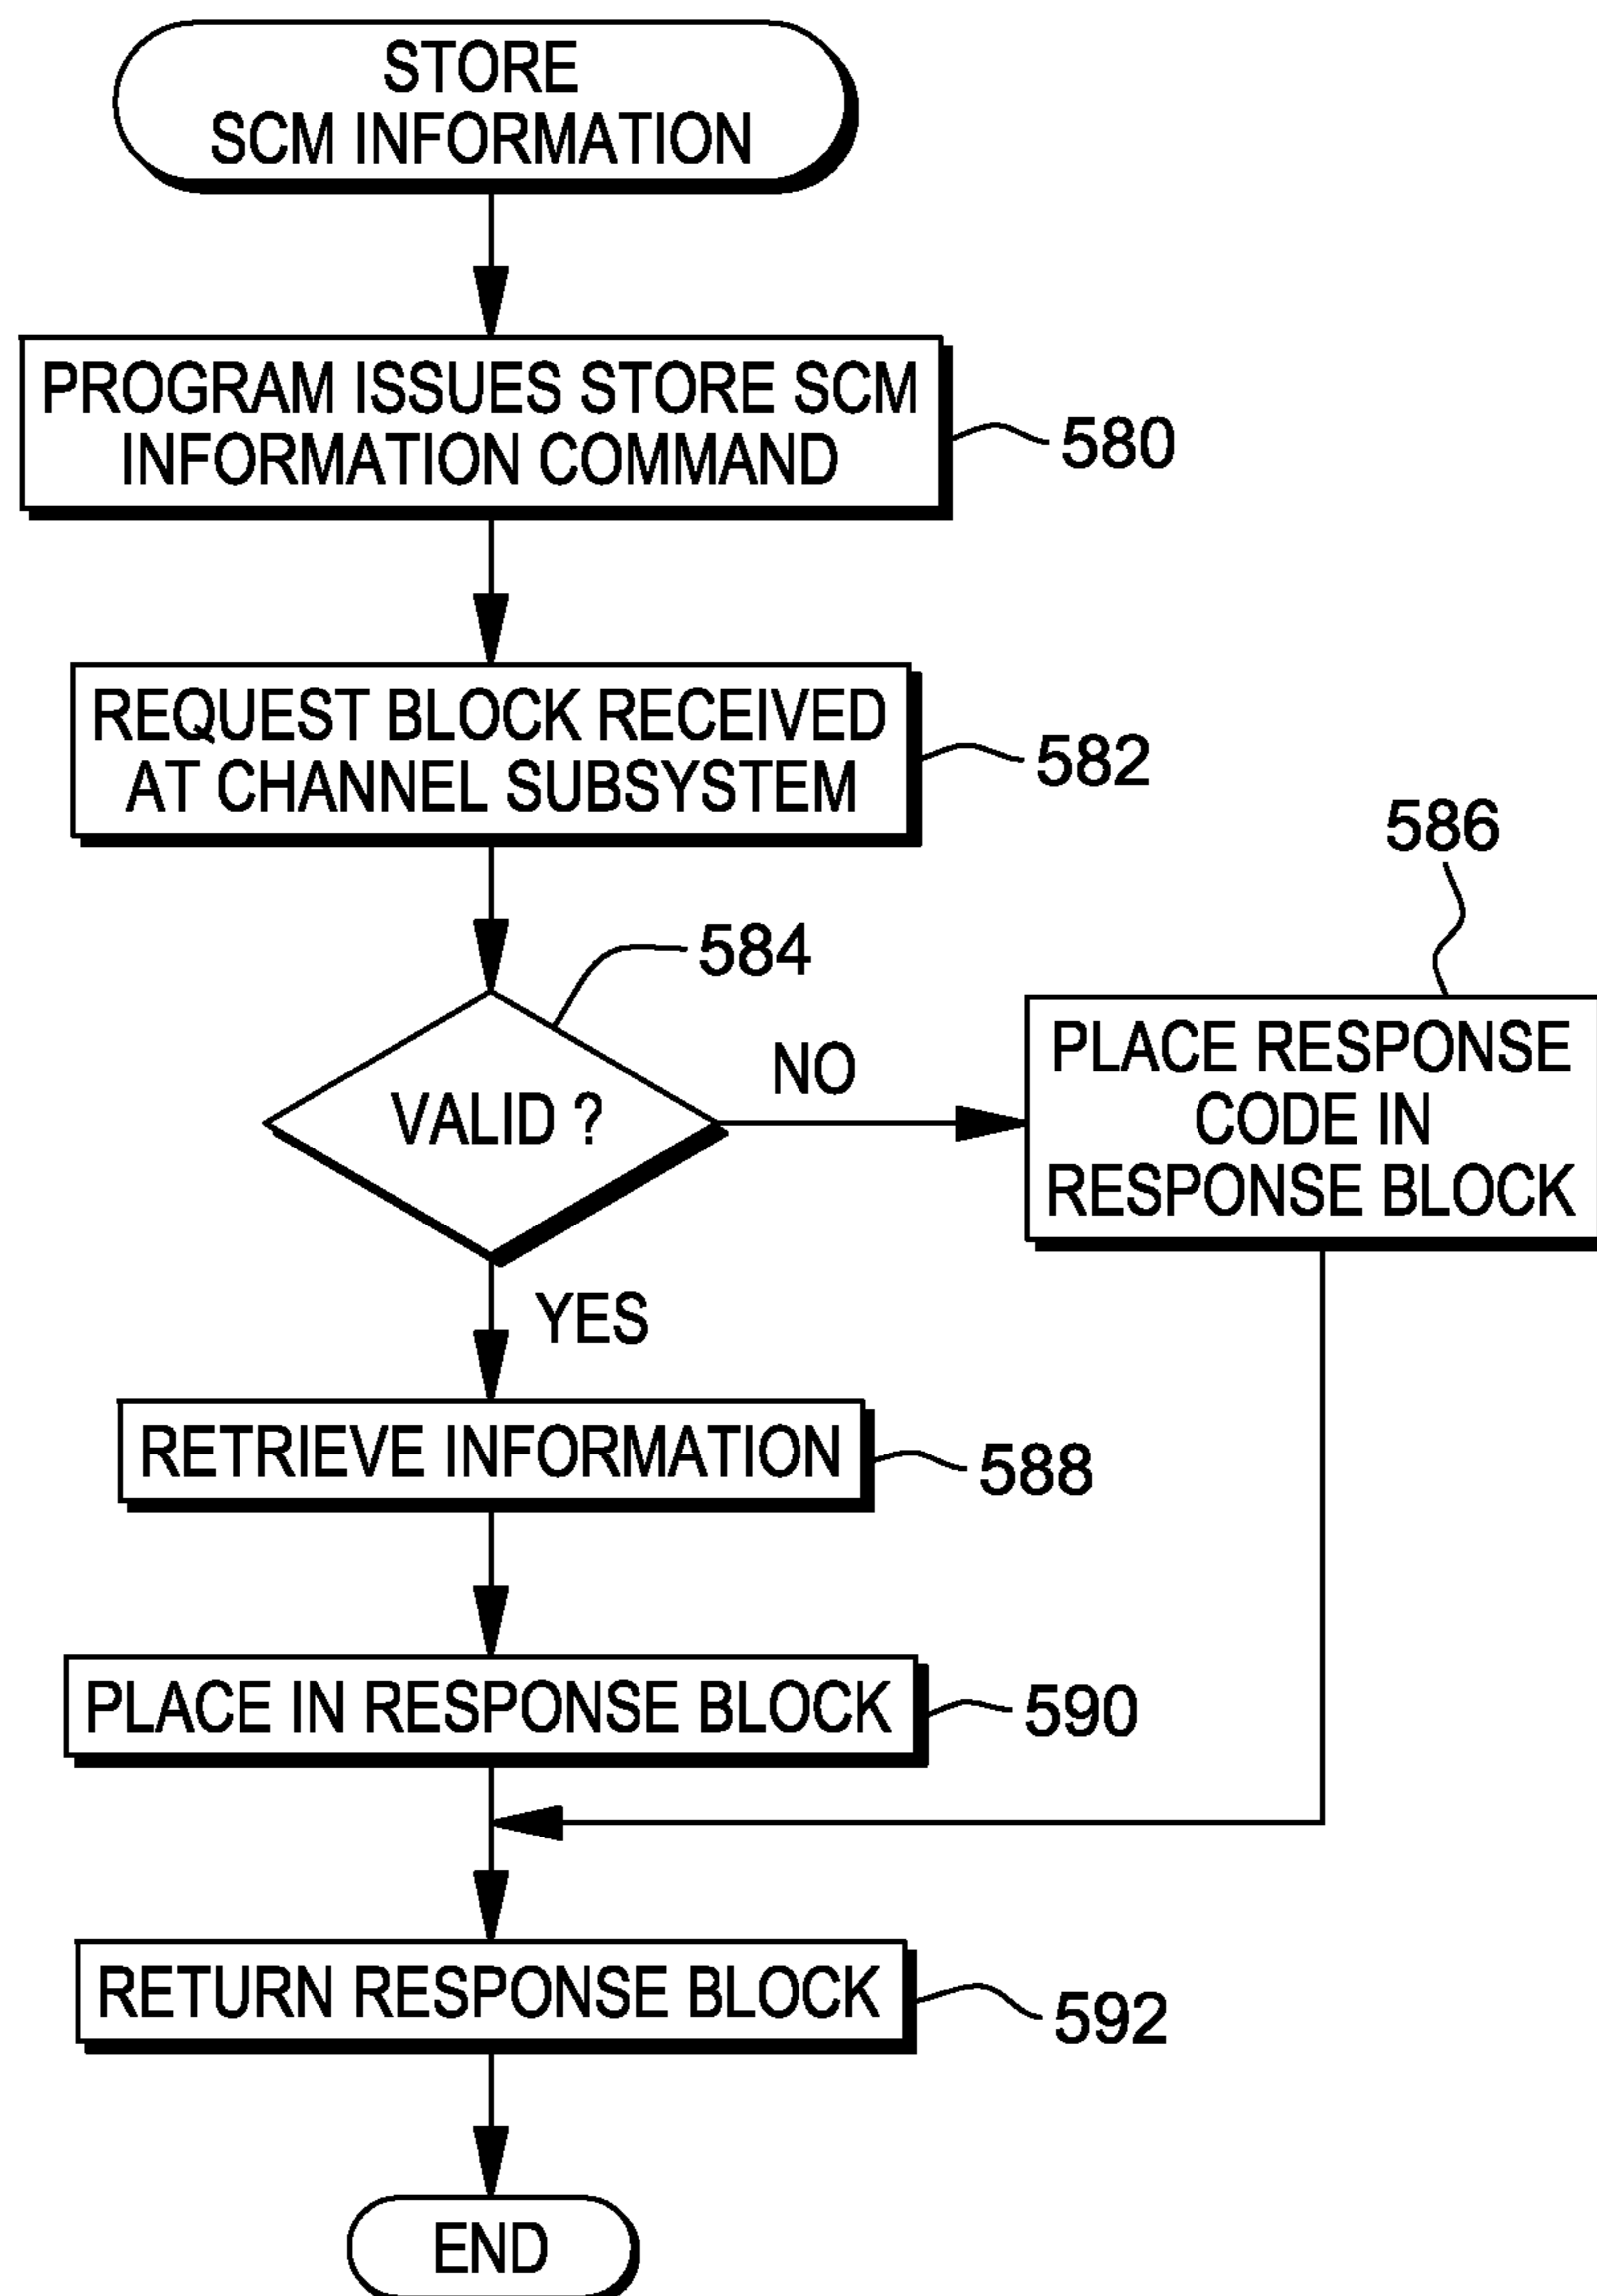 STORE
SCM INFORMATION
PROGRAM ISSUES STORE SCM
INFORMATION COMMAND
580
REQUEST BLOCK RECEIVED
AT CHANNEL SUBSYSTEM
582
584
VALID ?
NO
586
PLACE RESPONSE
CODE IN
RESPONSE BLOCK
YES
RETRIEVE INFORMATION
588
PLACE IN RESPONSE BLOCK
590
RETURN RESPONSE BLOCK
592
END